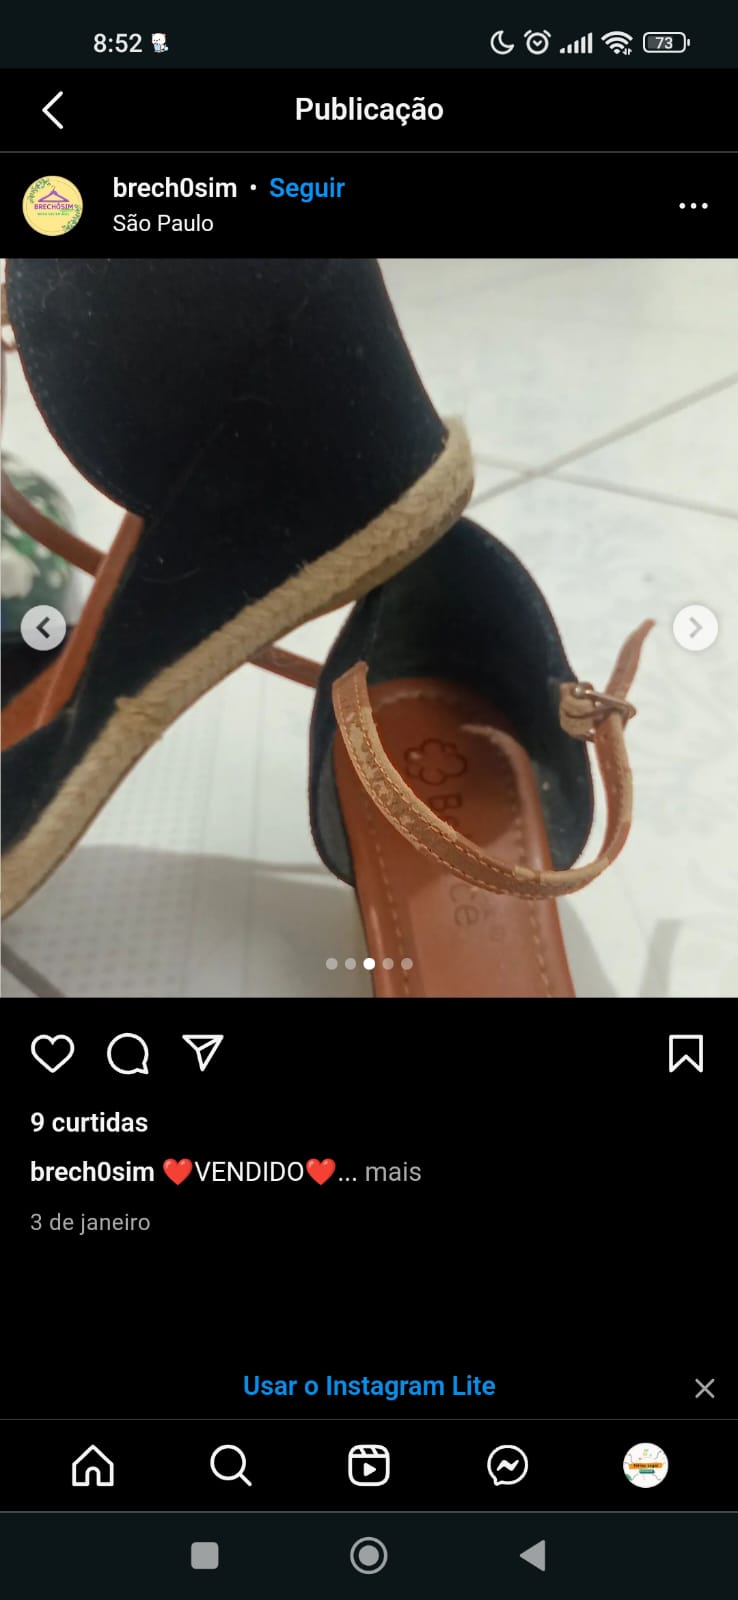 8:52
73
Publicação
brech0sim • Seguir
São Paulo
BRECHÓSIM
9 curtidas
brech0sim ❤️VENDIDO❤️... mais
3 de janeiro
Usar o Instagram Lite